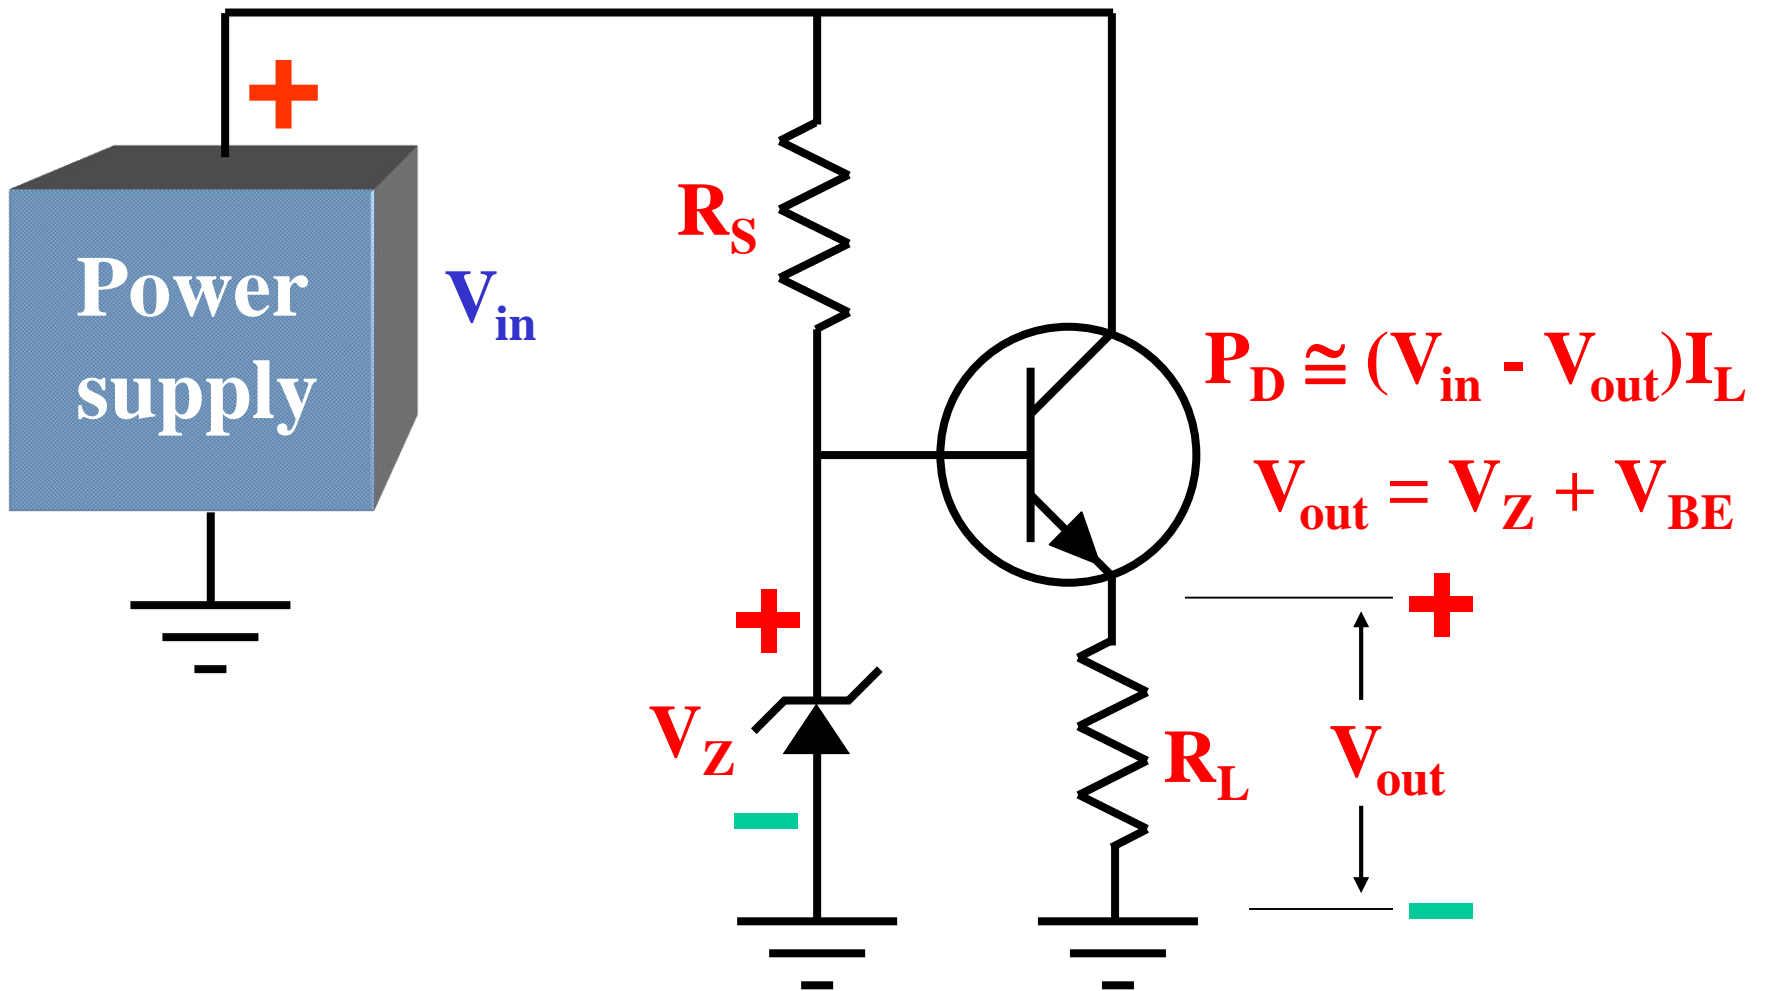 +
Power
supply
V_in
R_S
P_D ≅ (V_in - V_out)I_L
V_out = V_Z + V_BE
+
+
V_Z
R_L
V_out
–
–